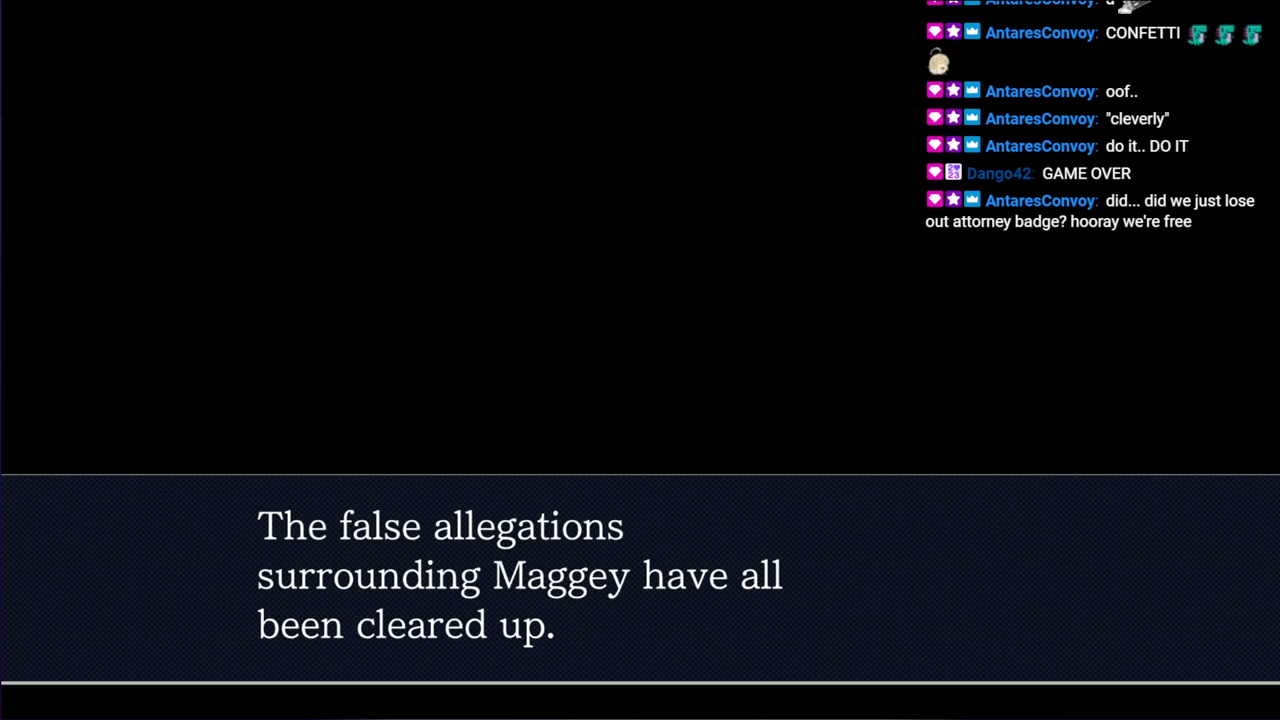 AntaresConvoy: a
AntaresConvoy: CONFETTI
AntaresConvoy: oof..
AntaresConvoy: "cleverly"
AntaresConvoy: do it.. DO IT
Dango42: GAME OVER
AntaresConvoy: did... did we just lose
out attorney badge? hooray we're free
The false allegations
surrounding Maggey have all
been cleared up.